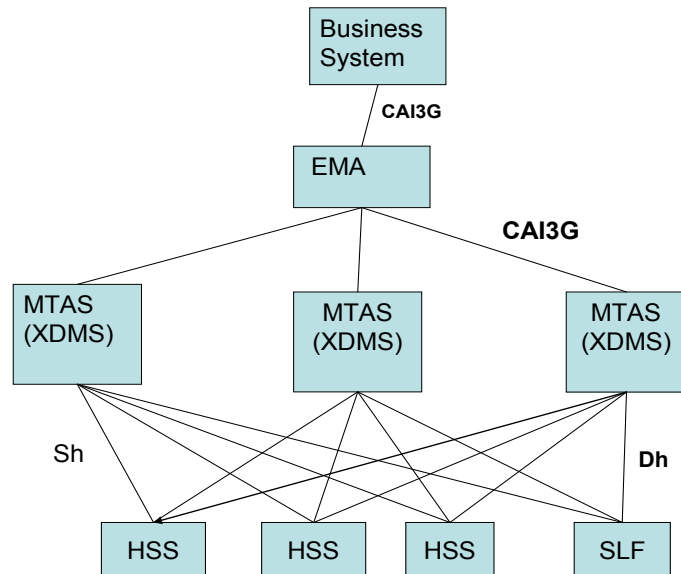 Business
System
CAI3G
EMA
CAI3G
MTAS
(XDMS)
MTAS
(XDMS)
MTAS
(XDMS)
Sh
Dh
HSS
HSS
HSS
SLF